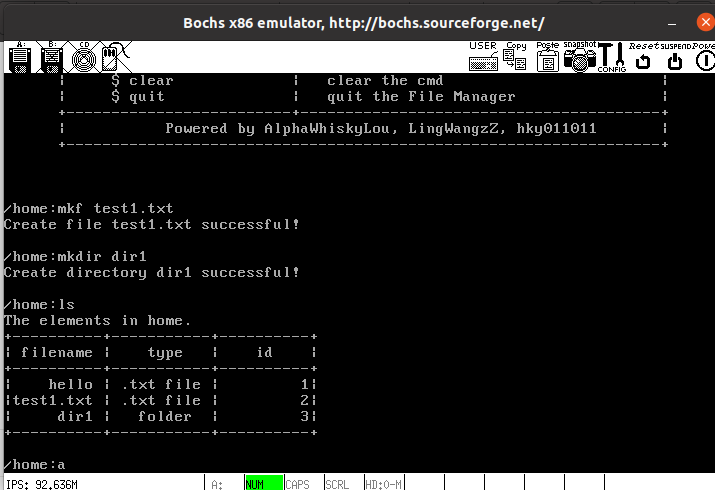 Bochs x86 emulator, http://bochs.sourceforge.net/
A: B: CD USER Copy Paste snapshot CONFIG Reset SUSPEND Powe
| $ clear | clear the cmd |
| $ quit | quit the File Manager |
+--------------------------+------------------------------------+
| Powered by AlphaWhiskyLou, LingWangzZ, hky011011 |
+---------------------------------------------------------------+
/home:mkf test1.txt
Create file test1.txt successful!
/home:mkdir dir1
Create directory dir1 successful!
/home:ls
The elements in home.
+----------+-----------+----------+
| filename | type | id |
+----------+-----------+----------+
| hello | .txt file | 1|
|test1.txt | .txt file | 2|
| dir1 | folder | 3|
+----------+-----------+----------+
/home:a
IPS: 92.636M A: NUM CAPS SCRL HD:0-M